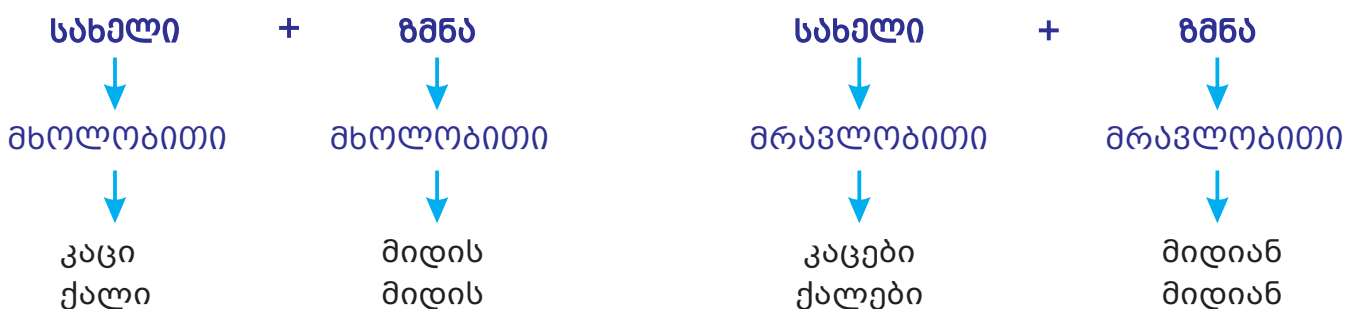 სახელი + ზმნა სახელი + ზმნა
მხოლობითი მხოლობითი მრავლობითი მრავლობითი
კაცი მიდის კაცები მიდიან
ქალი მიდის ქალები მიდიან